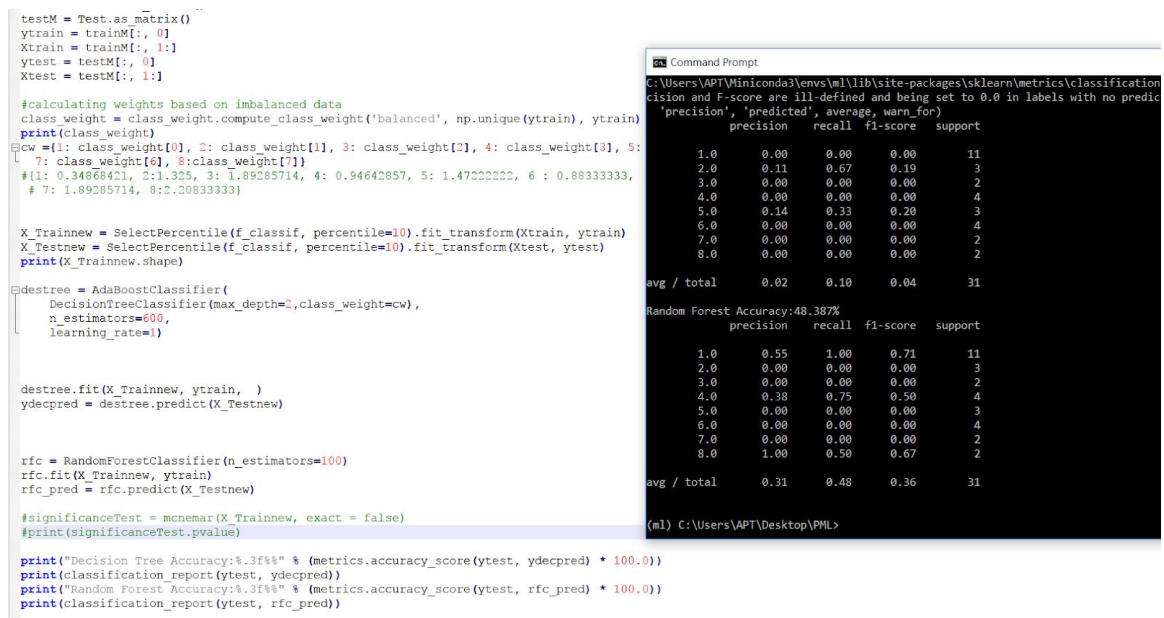 testM = Test.as_matrix()
ytrain = trainM[:, 0]
Xtrain = trainM[:, 1:]
ytest = testM[:, 0]
Xtest = testM[:, 1:]
#calculating weights based on imbalanced data
class_weight = class_weight.compute_class_weight('balanced', np.unique(ytrain), ytrain)
print(class_weight)
cw ={1: class_weight[0], 2: class_weight[1], 3: class_weight[2], 4: class_weight[3], 5:
7: class_weight[6], 8:class_weight[7]}
#{1: 0.34868421, 2:1.325, 3: 1.89285714, 4: 0.94642857, 5: 1.47222222, 6 : 0.88333333,
# 7: 1.89285714, 8:2.20833333}
X_Trainnew = SelectPercentile(f_classif, percentile=10).fit_transform(Xtrain, ytrain)
X_Testnew = SelectPercentile(f_classif, percentile=10).fit_transform(Xtest, ytest)
print(X_Trainnew.shape)
destree = AdaBoostClassifier(
DecisionTreeClassifier(max_depth=2,class_weight=cw),
n_estimators=600,
learning_rate=1)
destree.fit(X_Trainnew, ytrain, )
ydecpred = destree.predict(X_Testnew)
rfc = RandomForestClassifier(n_estimators=100)
rfc.fit(X_Trainnew, ytrain)
rfc_pred = rfc.predict(X_Testnew)
#significanceTest = mcnemar(X_Trainnew, exact = false)
#print(significanceTest.pvalue)
print("Decision Tree Accuracy:%.3f%%" % (metrics.accuracy_score(ytest, ydecpred) * 100.0))
print(classification_report(ytest, ydecpred))
print("Random Forest Accuracy:%.3f%%" % (metrics.accuracy_score(ytest, rfc_pred) * 100.0))
print(classification_report(ytest, rfc_pred))
Command Prompt
C:\Users\APT\Miniconda3\envs\ml\lib\site-packages\sklearn\metrics\classification
cision and F-score are ill-defined and being set to 0.0 in labels with no predic
'precision', 'predicted', average, warn_for)
precision recall f1-score support
1.0 0.00 0.00 0.00 11
2.0 0.11 0.67 0.19 3
3.0 0.00 0.00 0.00 2
4.0 0.00 0.00 0.00 4
5.0 0.14 0.33 0.20 3
6.0 0.00 0.00 0.00 4
7.0 0.00 0.00 0.00 2
8.0 0.00 0.00 0.00 2
avg / total 0.02 0.10 0.04 31
Random Forest Accuracy:48.387%
precision recall f1-score support
1.0 0.55 1.00 0.71 11
2.0 0.00 0.00 0.00 3
3.0 0.00 0.00 0.00 2
4.0 0.38 0.75 0.50 4
5.0 0.00 0.00 0.00 3
6.0 0.00 0.00 0.00 4
7.0 0.00 0.00 0.00 2
8.0 1.00 0.50 0.67 2
avg / total 0.31 0.48 0.36 31
(ml) C:\Users\APT\Desktop\PML>